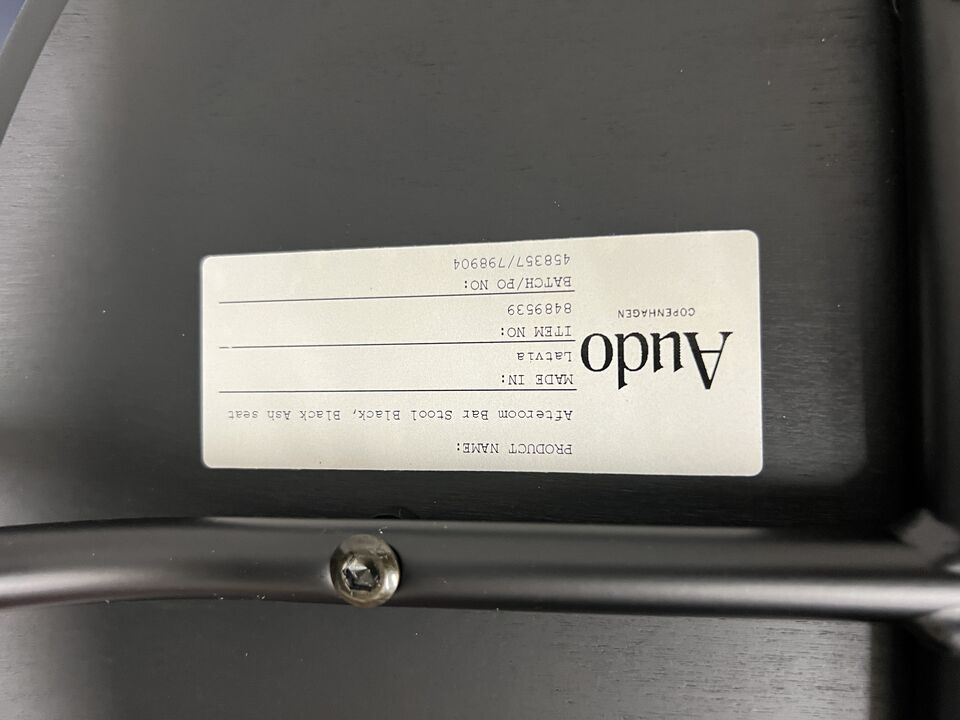 Audo
COPENHAGEN
PRODUCT NAME:
Afteroom Bar Stool Black, Black Ash seat
MADE IN:
Latvia
ITEM NO:
8489539
BATCH/PO NO:
458357/798904